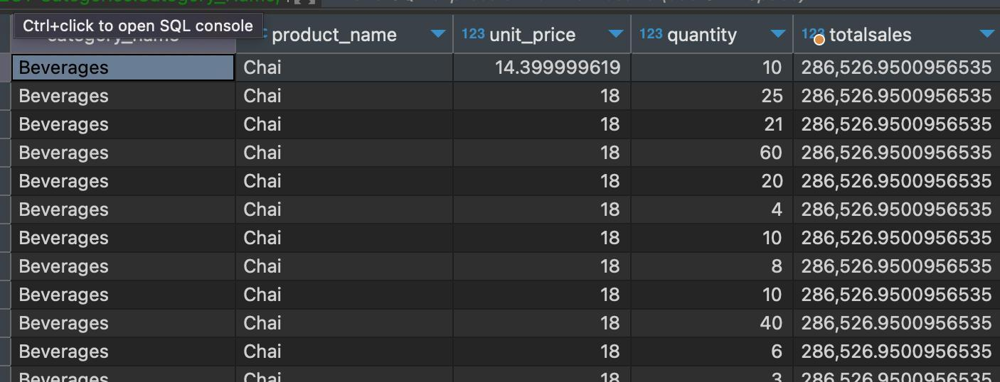 Ctrl+click to open SQL console
category_name product_name 123 unit_price 123 quantity 123 totalsales
Beverages Chai 14.399999619 10 286,526.9500956535
Beverages Chai 18 25 286,526.9500956535
Beverages Chai 18 21 286,526.9500956535
Beverages Chai 18 60 286,526.9500956535
Beverages Chai 18 20 286,526.9500956535
Beverages Chai 18 4 286,526.9500956535
Beverages Chai 18 10 286,526.9500956535
Beverages Chai 18 8 286,526.9500956535
Beverages Chai 18 10 286,526.9500956535
Beverages Chai 18 40 286,526.9500956535
Beverages Chai 18 6 286,526.9500956535
Beverages Chai 18 3 286,526.9500956535